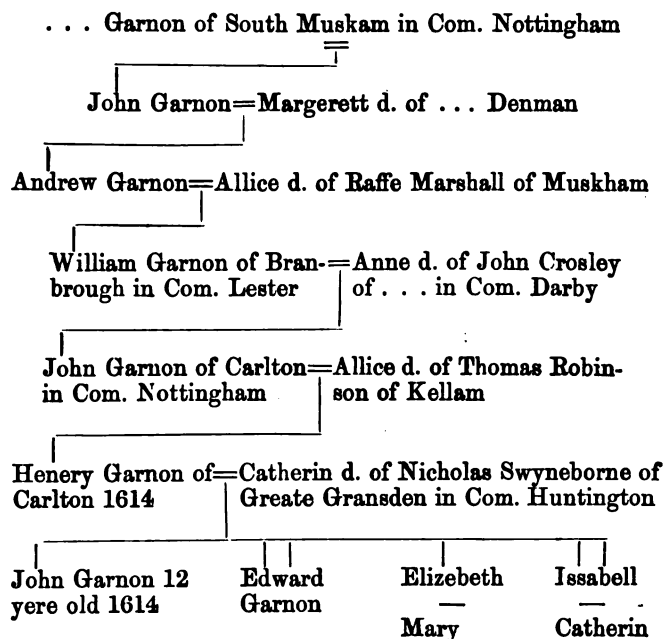 . . . Garnon of South Muskam in Com. Nottingham
John Garnon=Margerett d. of . . . Denman
Andrew Garnon=Allice d. of Raffe Marshall of Muskham
William Garnon of Bran-=Anne d. of John Crosley
brough in Com. Lester of . . . in Com. Darby
John Garnon of Carlton=Allice d. of Thomas Robin-
in Com. Nottingham son of Kellam
Henery Garnon of=Catherin d. of Nicholas Swyneborne of
Carlton 1614 Greate Gransden in Com. Huntington
John Garnon 12 Edward Elizebeth Issabell
yere old 1614 Garnon
Mary Catherin